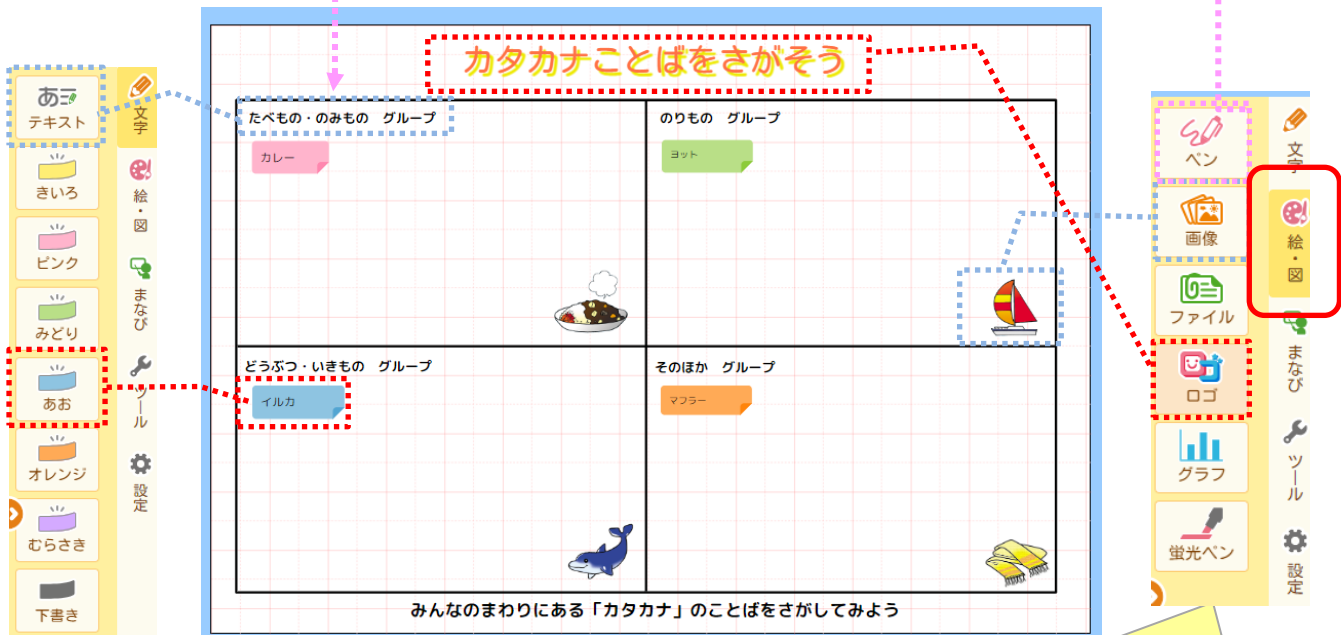 あ
テキスト
きいろ
ピンク
みどり
あお
オレンジ
むらさき
下書き
文字
絵・図
まなび
ツール
設定
カタカナことばをさがそう
たべもの・のみもの グループ
カレー
のりもの グループ
ヨット
どうぶつ・いきもの グループ
イルカ
そのほか グループ
マフラー
みんなのまわりにある「カタカナ」のことばをさがしてみよう
ペン
画像
ファイル
ロゴ
グラフ
蛍光ペン
文字
絵・図
まなび
ツール
設定